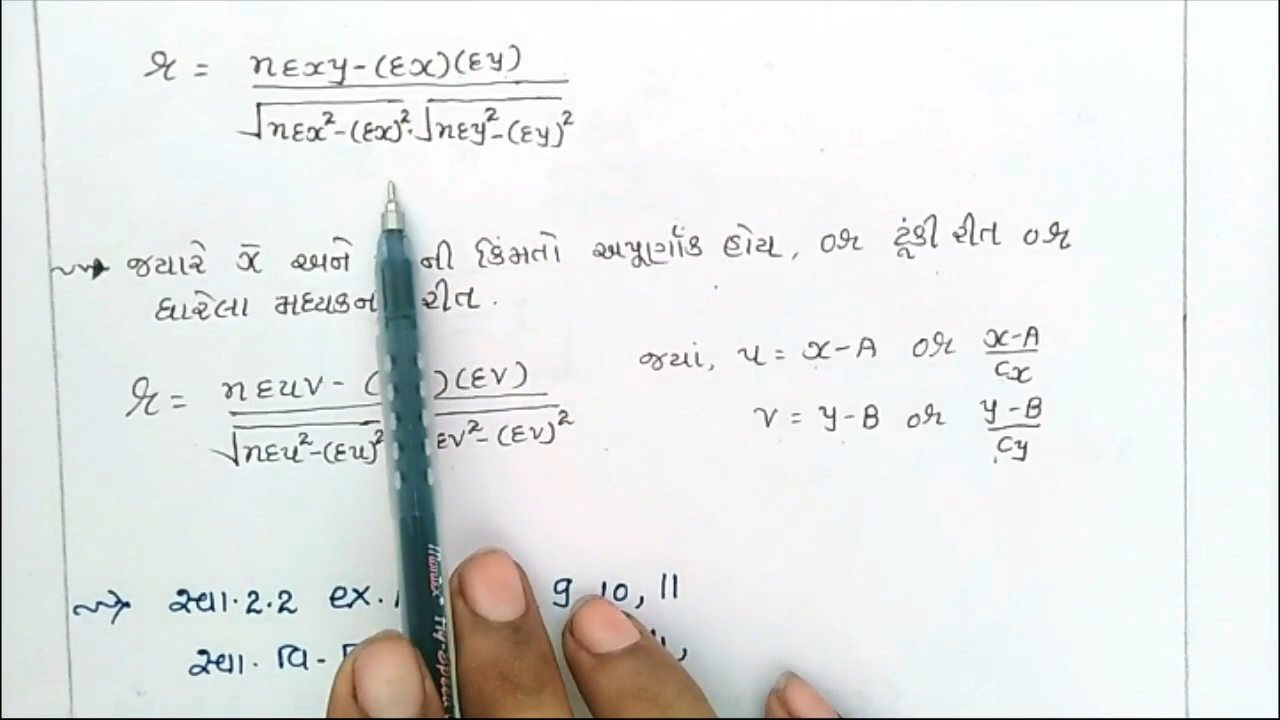 r = nΣxy - (Σx)(Σy)
√nΣx² - (Σx)² · √nΣy² - (Σy)²
જ્યારે x̄ અને ની કિંમતો અપૂર્ણાંક હોય, or ટૂંકી રીત or
ધારેલા મધ્યકન રીત.
r = nΣuv - ( )(Σv)
√nΣu² - (Σu)² Σv² - (Σv)²
જ્યાં, u = x - A or x-A
Cx
v = y - B or y - B
Cy
સ્વા. 2.2 ex. 9 10, 11
સ્વા. વિ-